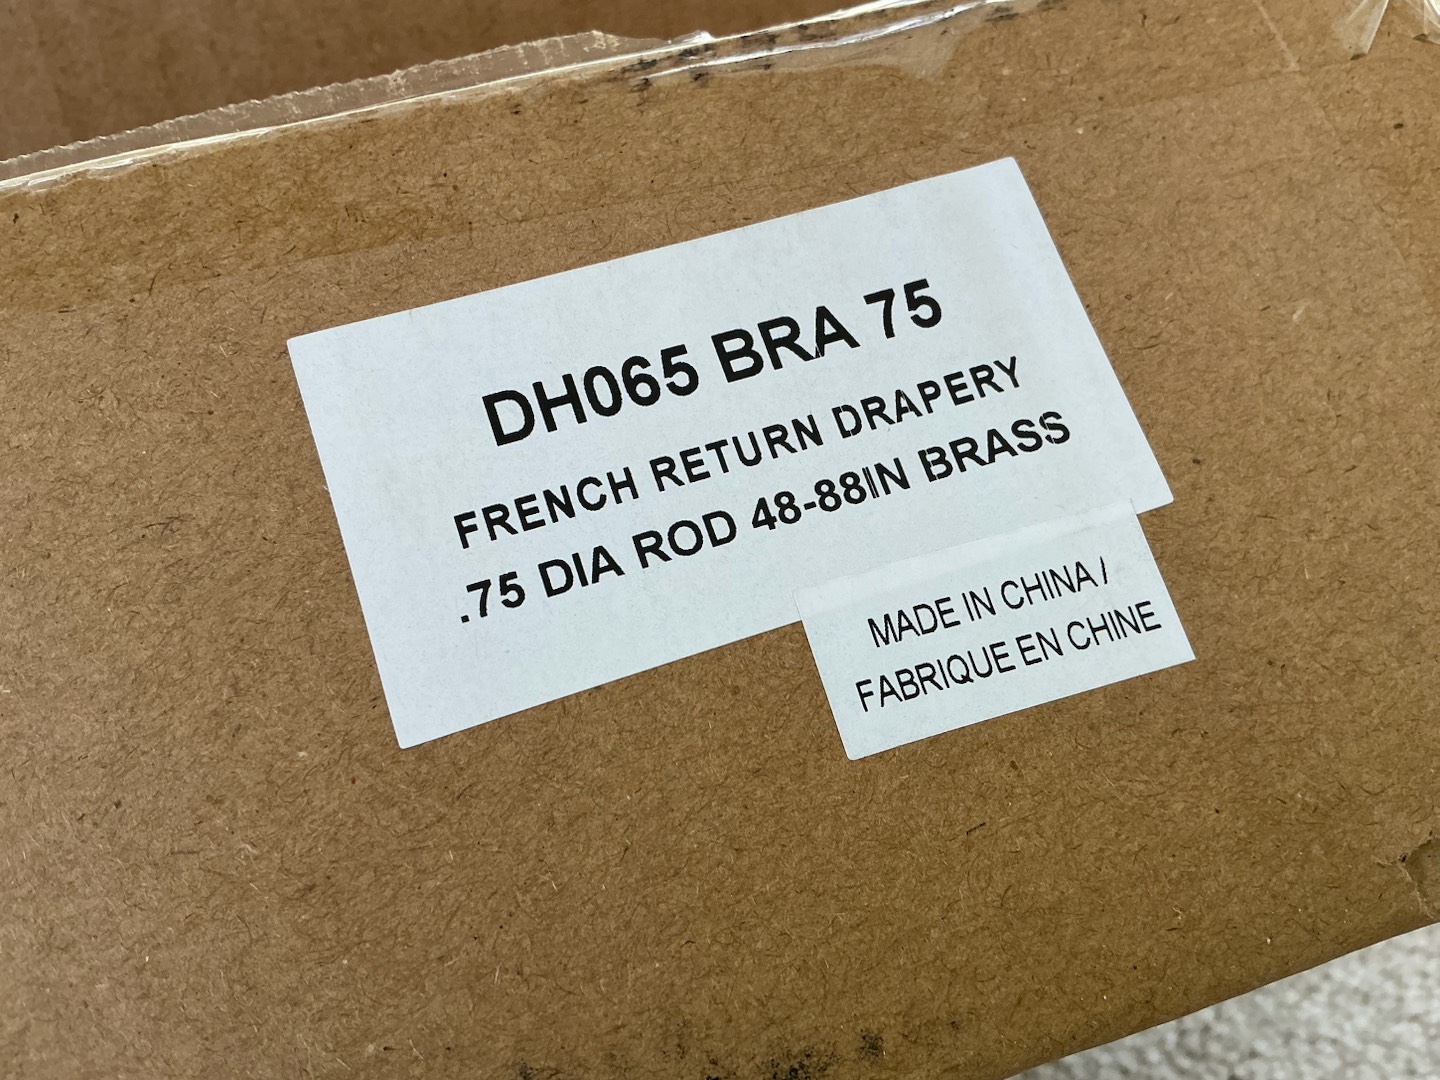 DH065 BRA 75
FRENCH RETURN DRAPERY
.75 DIA ROD 48-88IN BRASS
MADE IN CHINA /
FABRIQUE EN CHINE